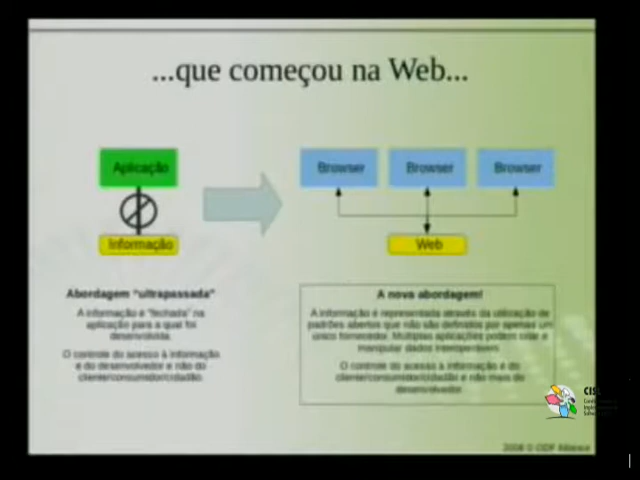 ...que começou na Web...
Aplicação
Browser Browser Browser
Informação
Web
Abordagem "ultrapassada"
A nova abordagem!
A informação é "fechada" na
aplicação para a qual foi
desenvolvida.
A informação é representada através da utilização de
padrões abertos que não são definidos por apenas um
único fornecedor. Múltiplas aplicações podem criar e
manipular dados interoperáveis.
O controle do acesso à informação
é do desenvolvedor e não do
cliente/consumidor/cidadão.
O controle do acesso à informação é do
cliente/consumidor/cidadão e não mais do
desenvolvedor.
2008 © ODF Alliance